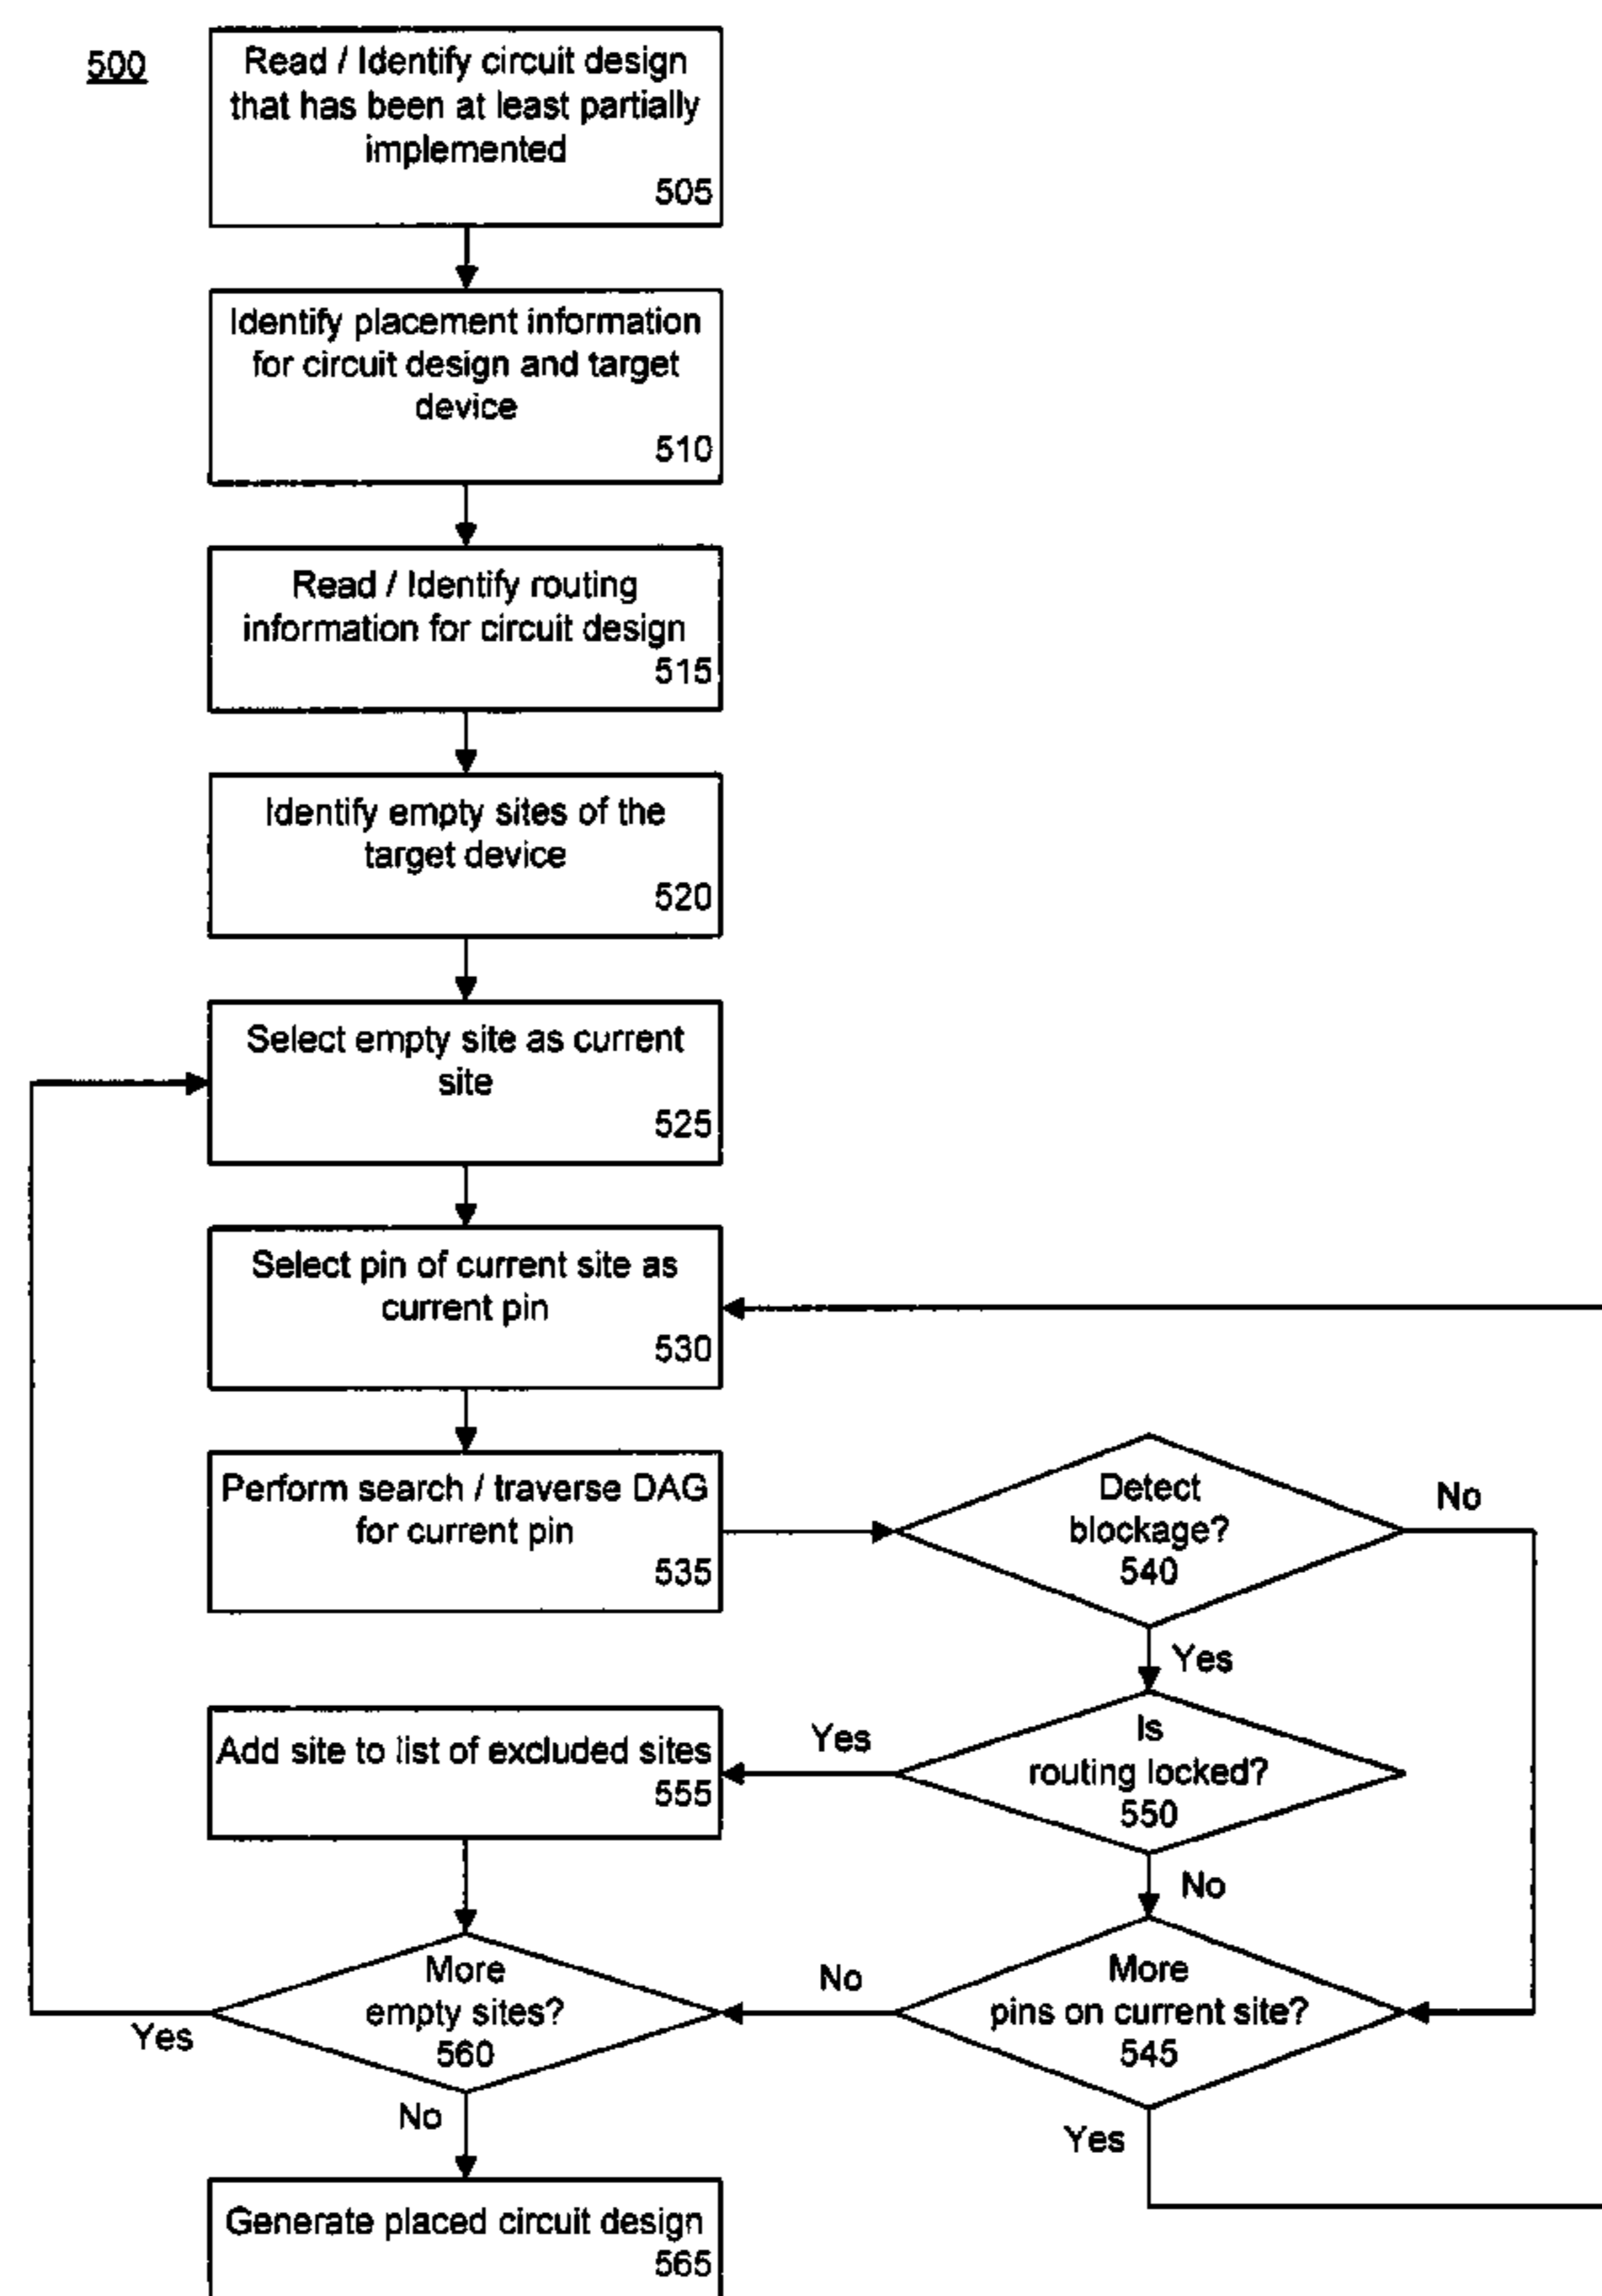 500
Read / Identify circuit design
that has been at least partially
implemented
505
Identify placement information
for circuit design and target
device
510
Read / Identify routing
information for circuit design
515
Identify empty sites of the
target device
520
Select empty site as current
site
525
Select pin of current site as
current pin
530
Perform search / traverse DAG
for current pin
535
Detect
blockage?
540
No
Yes
Is
routing locked?
550
Yes
No
Add site to list of excluded sites
555
More
pins on current site?
545
No
Yes
More
empty sites?
560
Yes
No
Generate placed circuit design
565